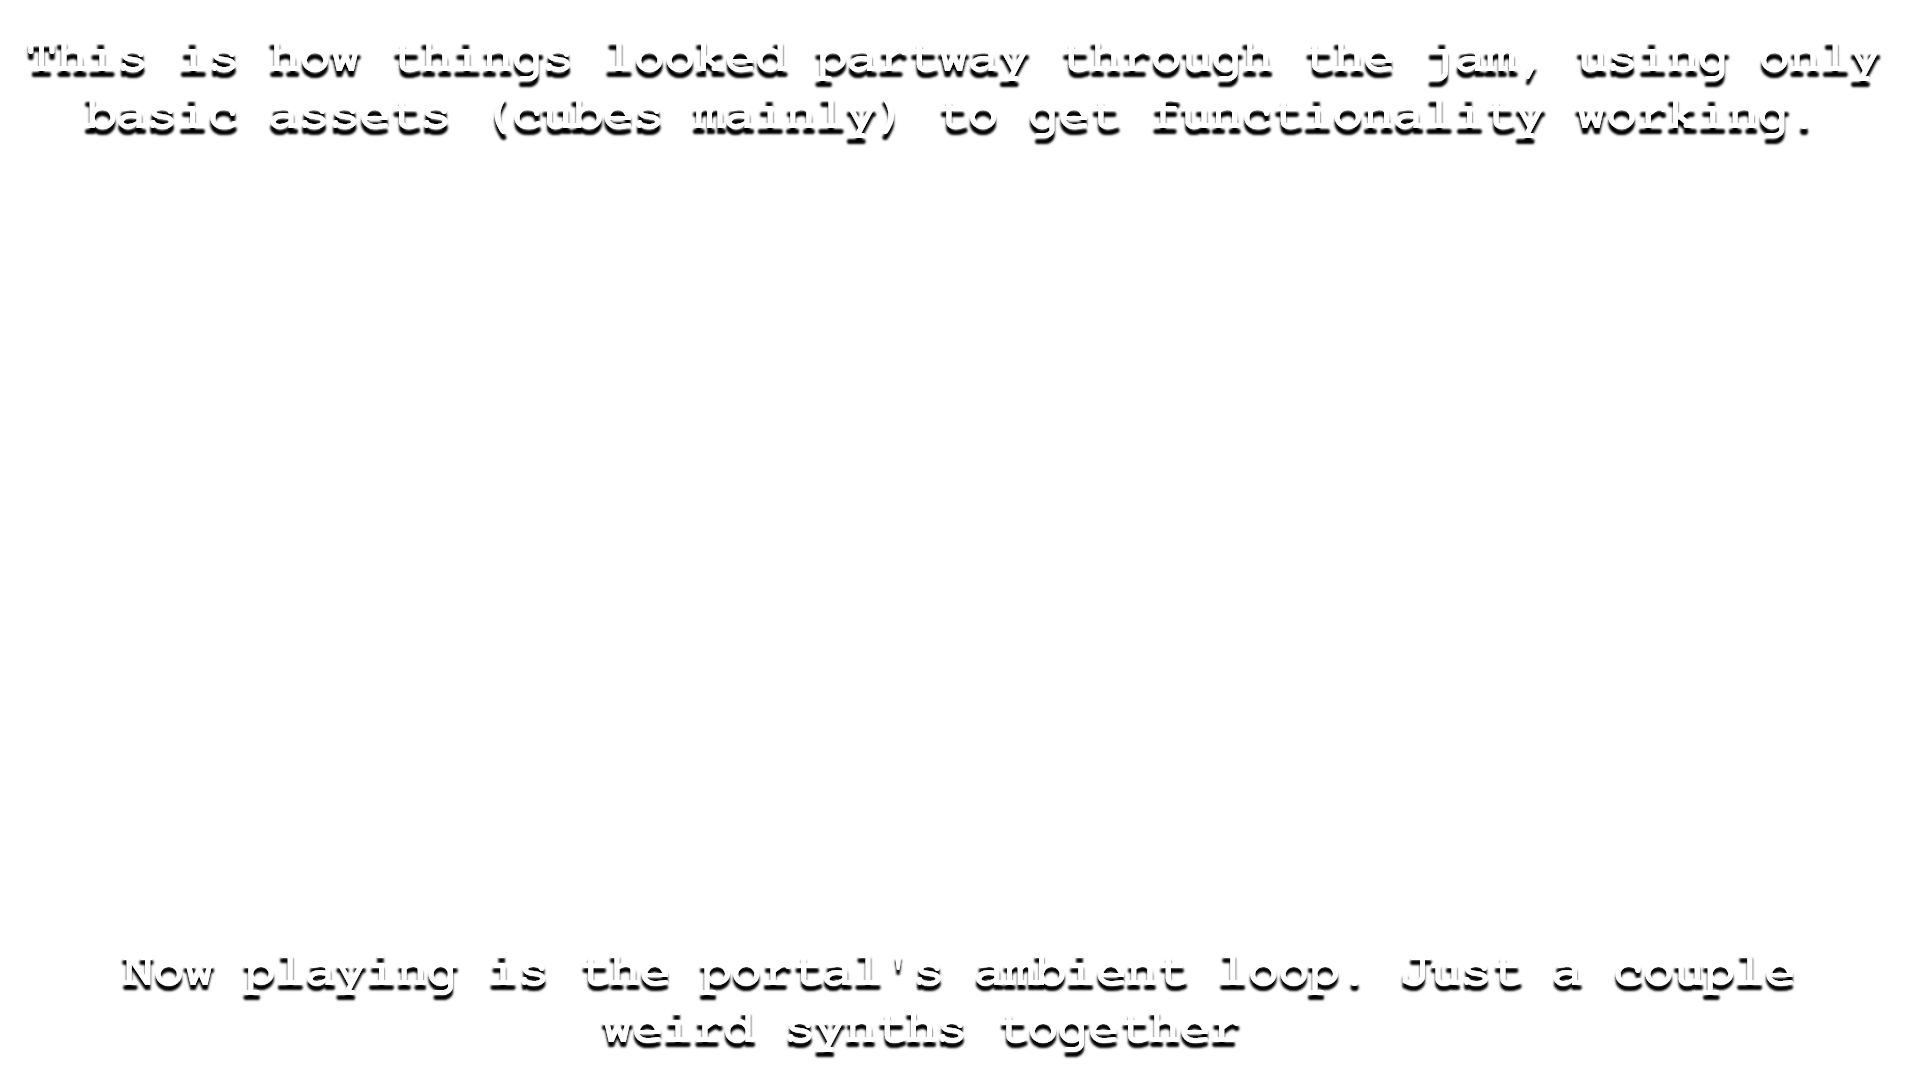 This is how things looked partway through the jam, using only
basic assets (cubes mainly) to get functionality working.
Now playing is the portal's ambient loop. Just a couple
weird synths together